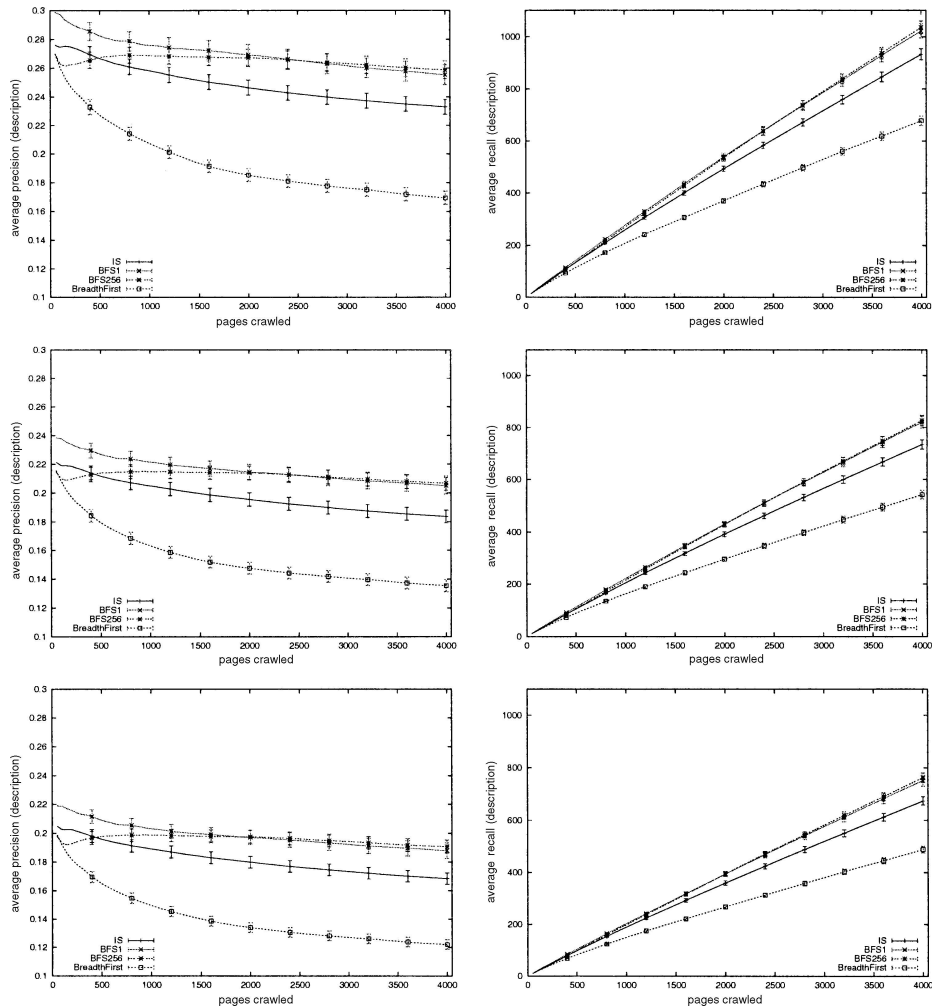 average precision (description)
0.3
0.28
0.26
0.24
0.22
0.2
0.18
0.16
0.14
0.12
0.1
IS
BFS1
BFS256
BreadthFirst
0 500 1000 1500 2000 2500 3000 3500 4000
pages crawled
average recall (description)
1000
800
600
400
200
0
IS
BFS1
BFS256
BreadthFirst
0 500 1000 1500 2000 2500 3000 3500 4000
pages crawled
average precision (description)
0.3
0.28
0.26
0.24
0.22
0.2
0.18
0.16
0.14
0.12
0.1
IS
BFS1
BFS256
BreadthFirst
0 500 1000 1500 2000 2500 3000 3500 4000
pages crawled
average recall (description)
1000
800
600
400
200
0
IS
BFS1
BFS256
BreadthFirst
0 500 1000 1500 2000 2500 3000 3500 4000
pages crawled
average precision (description)
0.3
0.28
0.26
0.24
0.22
0.2
0.18
0.16
0.14
0.12
0.1
IS
BFS1
BFS256
BreadthFirst
0 500 1000 1500 2000 2500 3000 3500 4000
pages crawled
average recall (description)
1000
800
600
400
200
0
IS
BFS1
BFS256
BreadthFirst
0 500 1000 1500 2000 2500 3000 3500 4000
pages crawled